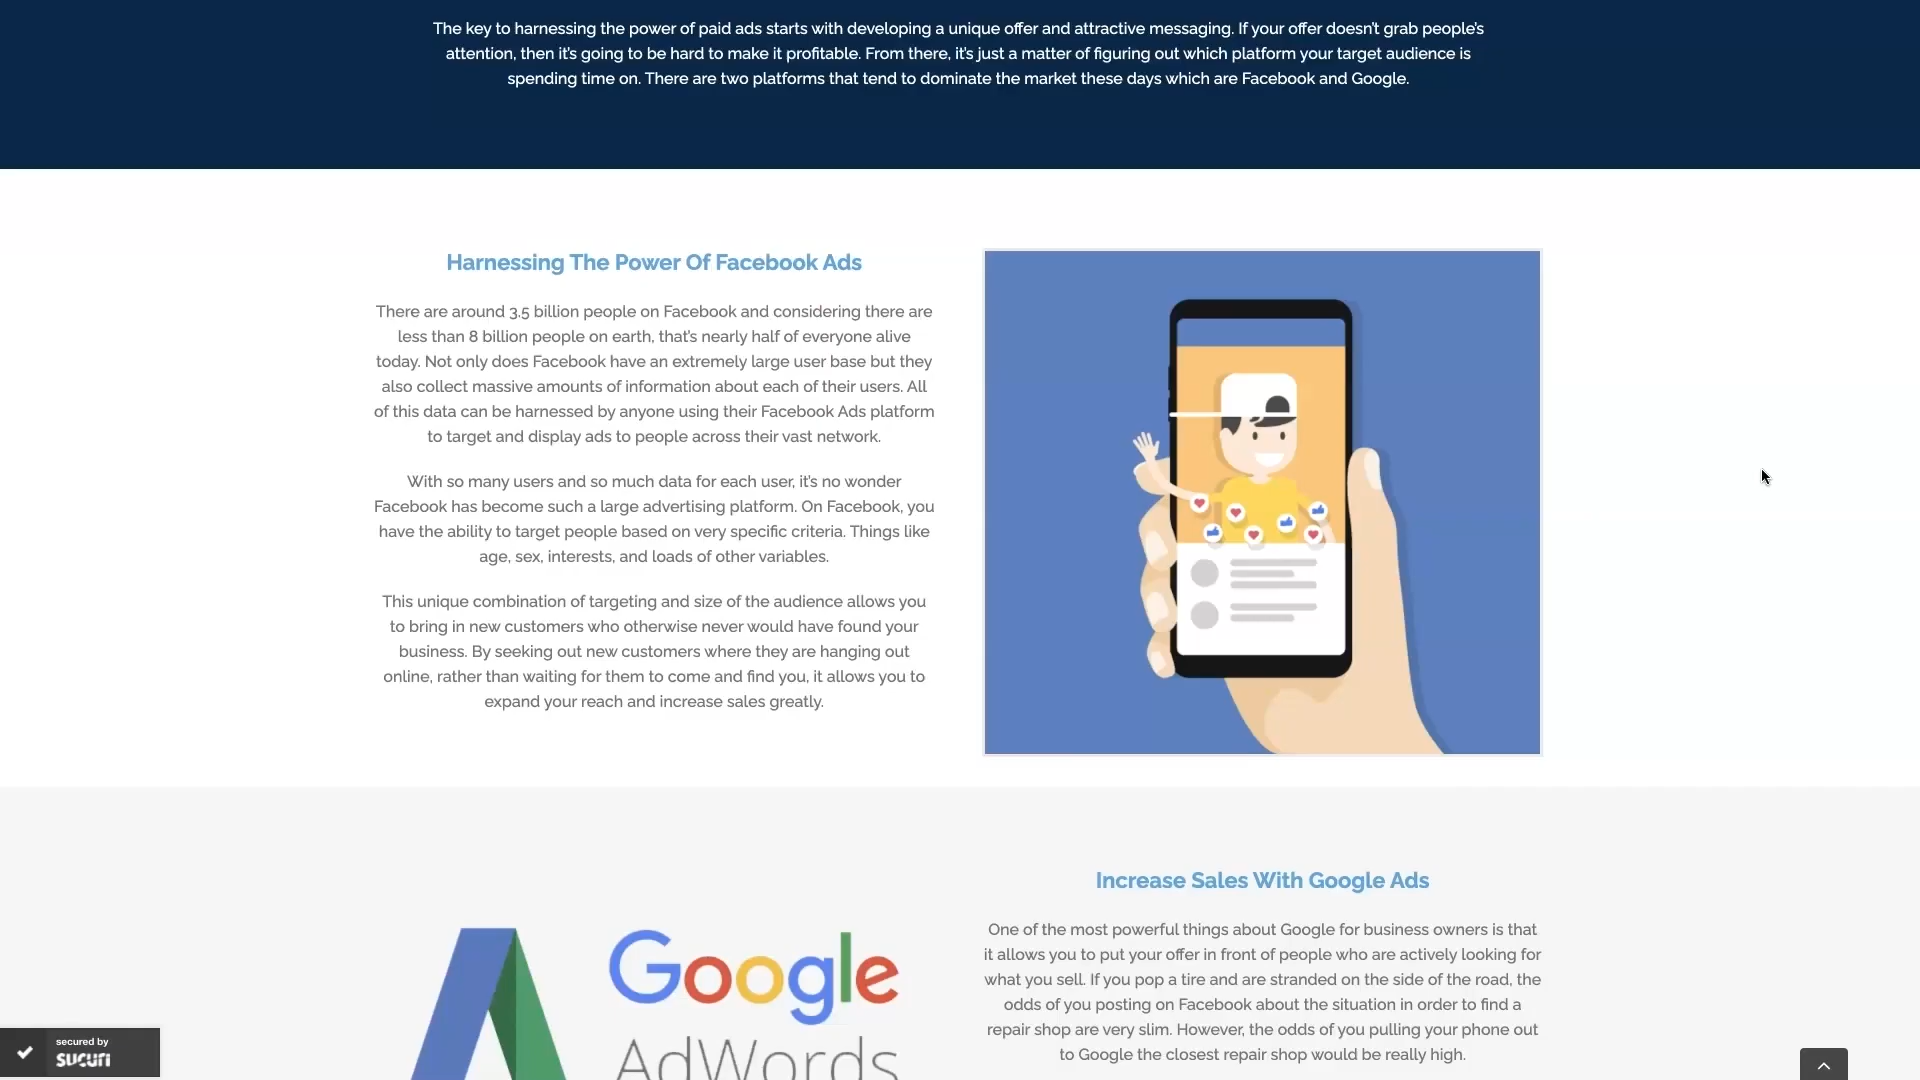 The key to harnessing the power of paid ads starts with developing a unique offer and attractive messaging. If your offer doesn't grab people's
attention, then it's going to be hard to make it profitable. From there, it's just a matter of figuring out which platform your target audience is
spending time on. There are two platforms that tend to dominate the market these days which are Facebook and Google.
Harnessing The Power Of Facebook Ads
There are around 3.5 billion people on Facebook and considering there are
less than 8 billion people on earth, that's nearly half of everyone alive
today. Not only does Facebook have an extremely large user base but they
also collect massive amounts of information about each of their users. All
of this data can be harnessed by anyone using their Facebook Ads platform
to target and display ads to people across their vast network.
With so many users and so much data for each user, it's no wonder
Facebook has become such a large advertising platform. On Facebook, you
have the ability to target people based on very specific criteria. Things like
age, sex, interests, and loads of other variables.
This unique combination of targeting and size of the audience allows you
to bring in new customers who otherwise never would have found your
business. By seeking out new customers where they are hanging out
online, rather than waiting for them to come and find you, it allows you to
expand your reach and increase sales greatly.
Google
AdWords
Increase Sales With Google Ads
One of the most powerful things about Google for business owners is that
it allows you to put your offer in front of people who are actively looking for
what you sell. If you pop a tire and are stranded on the side of the road, the
odds of you posting on Facebook about the situation in order to find a
repair shop are very slim. However, the odds of you pulling your phone out
to Google the closest repair shop would be really high.
secured by
sucuri